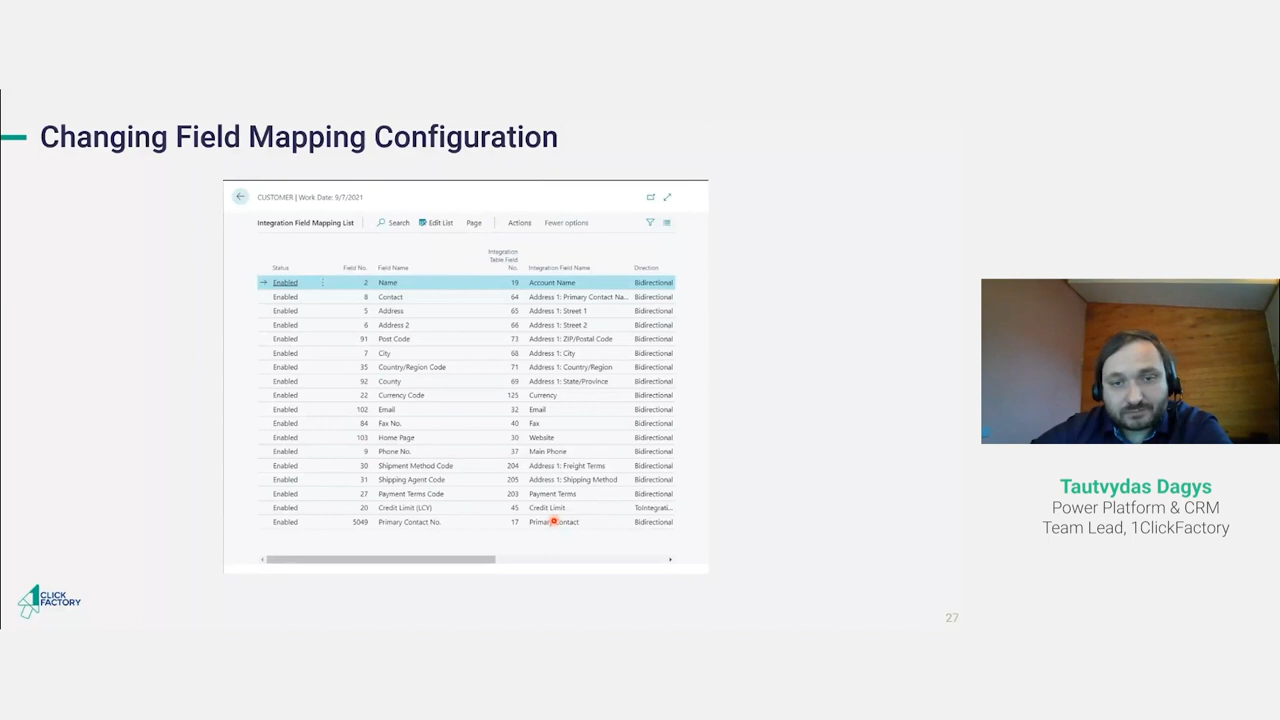 Changing Field Mapping Configuration
CUSTOMER | Work Date: 9/7/2021
Integration Field Mapping List Search Edit List Page Actions Fewer options
Status Field No. Field Name Integration Table Field No. Integration Field Name Direction
Enabled 2 Name 19 Account Name Bidirectional
Enabled 8 Contact 64 Address 1: Primary Contact Na... Bidirectional
Enabled 5 Address 65 Address 1: Street 1 Bidirectional
Enabled 6 Address 2 66 Address 1: Street 2 Bidirectional
Enabled 91 Post Code 73 Address 1: ZIP/Postal Code Bidirectional
Enabled 7 City 68 Address 1: City Bidirectional
Enabled 35 Country/Region Code 71 Address 1: Country/Region Bidirectional
Enabled 92 County 69 Address 1: State/Province Bidirectional
Enabled 22 Currency Code 125 Currency Bidirectional
Enabled 102 Email 32 Email Bidirectional
Enabled 84 Fax No. 40 Fax Bidirectional
Enabled 103 Home Page 30 Website Bidirectional
Enabled 9 Phone No. 37 Main Phone Bidirectional
Enabled 30 Shipment Method Code 204 Address 1: Freight Terms Bidirectional
Enabled 31 Shipping Agent Code 205 Address 1: Shipping Method Bidirectional
Enabled 27 Payment Terms Code 203 Payment Terms Bidirectional
Enabled 20 Credit Limit (LCY) 45 Credit Limit ToIntegrati...
Enabled 5049 Primary Contact No. 17 Primary Contact Bidirectional
Tautvydas Dagys
Power Platform & CRM
Team Lead, 1ClickFactory
1CLICK
FACTORY
27